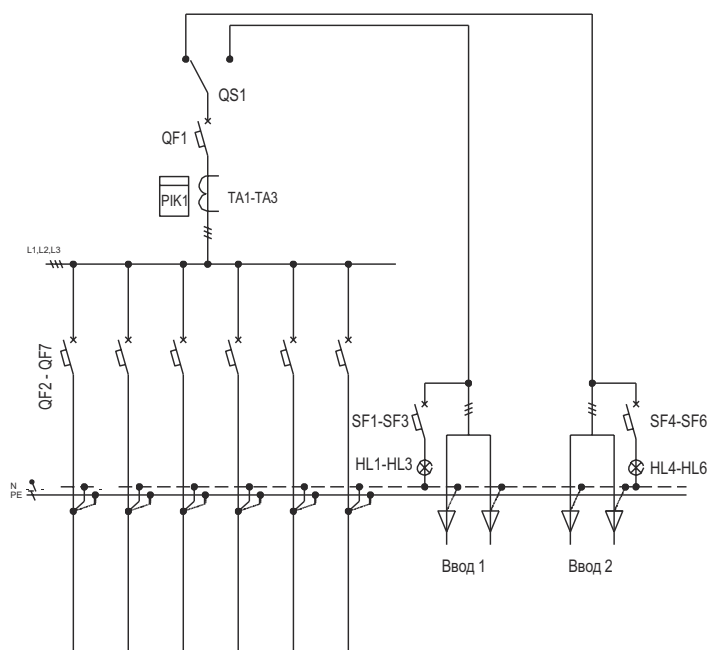 QS1
QF1
PIK1
TA1-TA3
L1,L2,L3
QF2 - QF7
SF1-SF3
SF4-SF6
HL1-HL3
HL4-HL6
N
PE
Ввод 1
Ввод 2